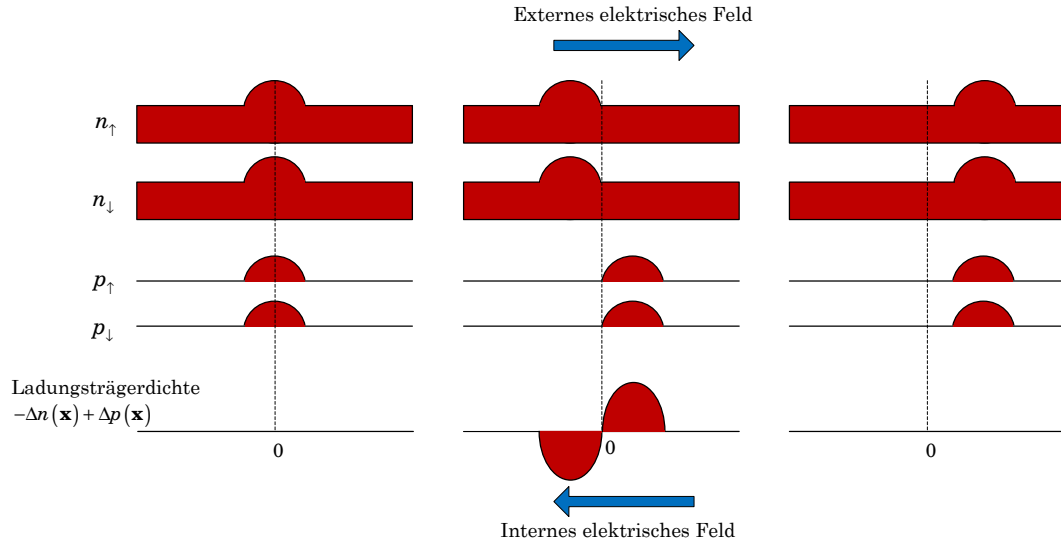 Externes elektrisches Feld
n↑
n↓
p↑
p↓
Ladungsträgerdichte
−Δn(x)+Δp(x)
0
0
0
Internes elektrisches Feld